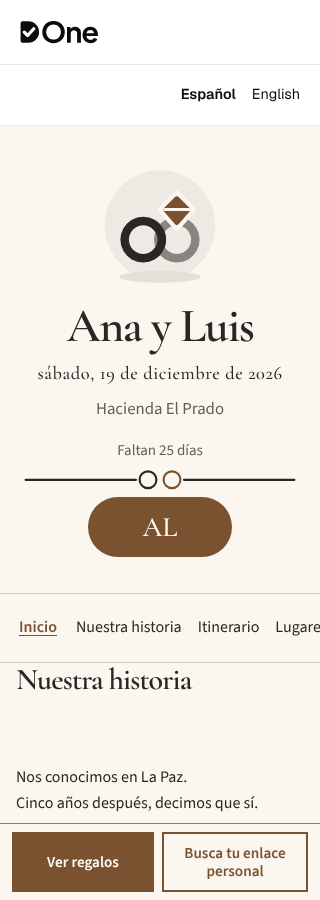 One
Español English
Ana y Luis
sábado, 19 de diciembre de 2026
Hacienda El Prado
Faltan 25 días
AL
Inicio Nuestra historia Itinerario Lugare
Nuestra historia
Nos conocimos en La Paz.
Cinco años después, decimos que sí.
Ver regalos
Busca tu enlace
personal